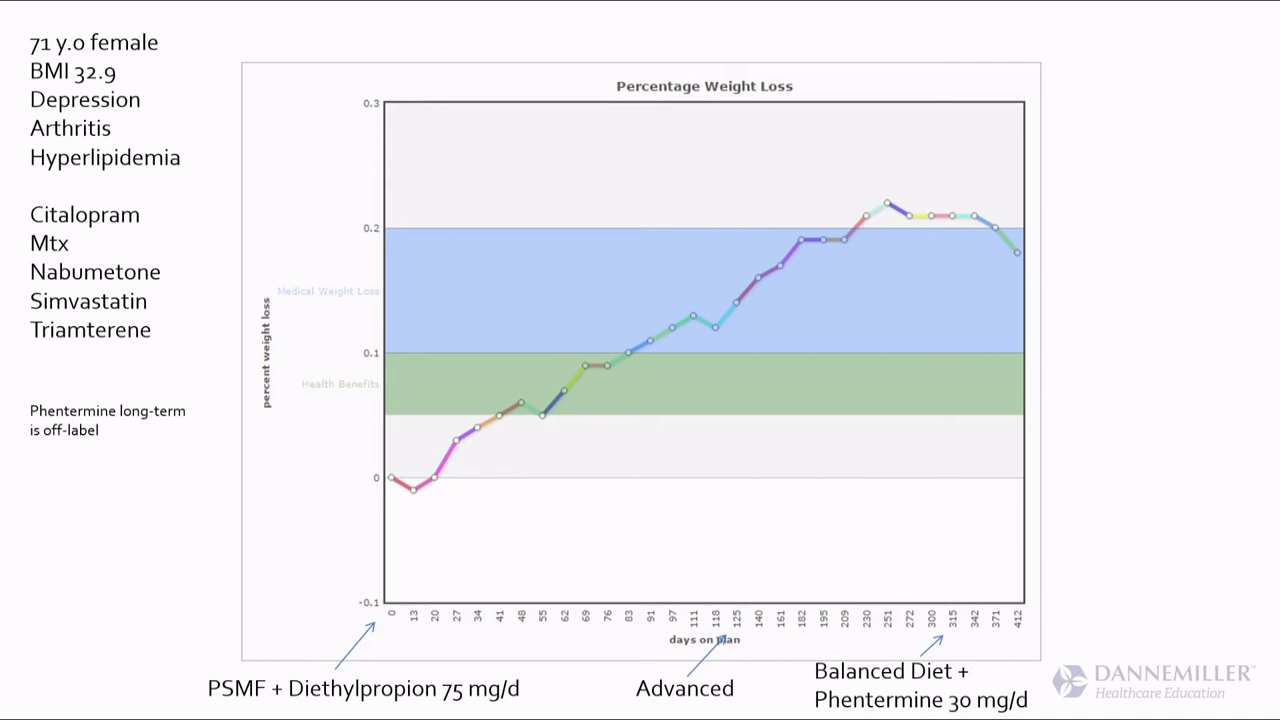 71 y.o female
BMI 32.9
Depression
Arthritis
Hyperlipidemia
Citalopram
Mtx
Nabumetone
Simvastatin
Triamterene
Phentermine long-term
is off-label
Percentage Weight Loss
0.3
0.2
Medical Weight Loss
percent weight loss
0.1
Health Benefits
0
-0.1
0 13 20 27 34 41 48 55 62 69 76 83 91 97 111 118 125 140 161 182 195 209 230 251 272 300 315 342 371 412
days on plan
PSMF + Diethylpropion 75 mg/d
Advanced
Balanced Diet +
Phentermine 30 mg/d
DANNEMILLER™
Healthcare Education